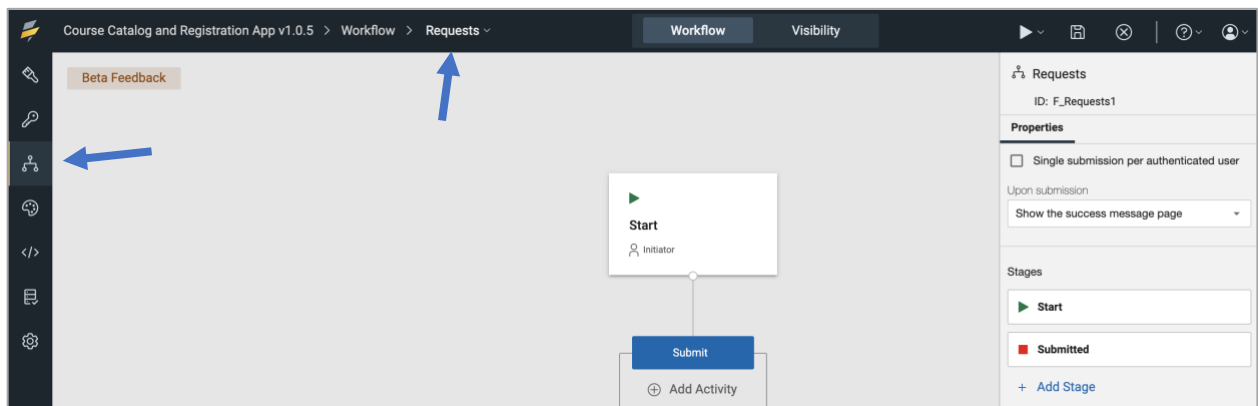 Course Catalog and Registration App v1.0.5 > Workflow > Requests
Workflow
Visibility
Beta Feedback
Start
Initiator
Submit
Add Activity
Requests
ID: F_Requests1
Properties
Single submission per authenticated user
Upon submission
Show the success message page
Stages
Start
Submitted
+ Add Stage